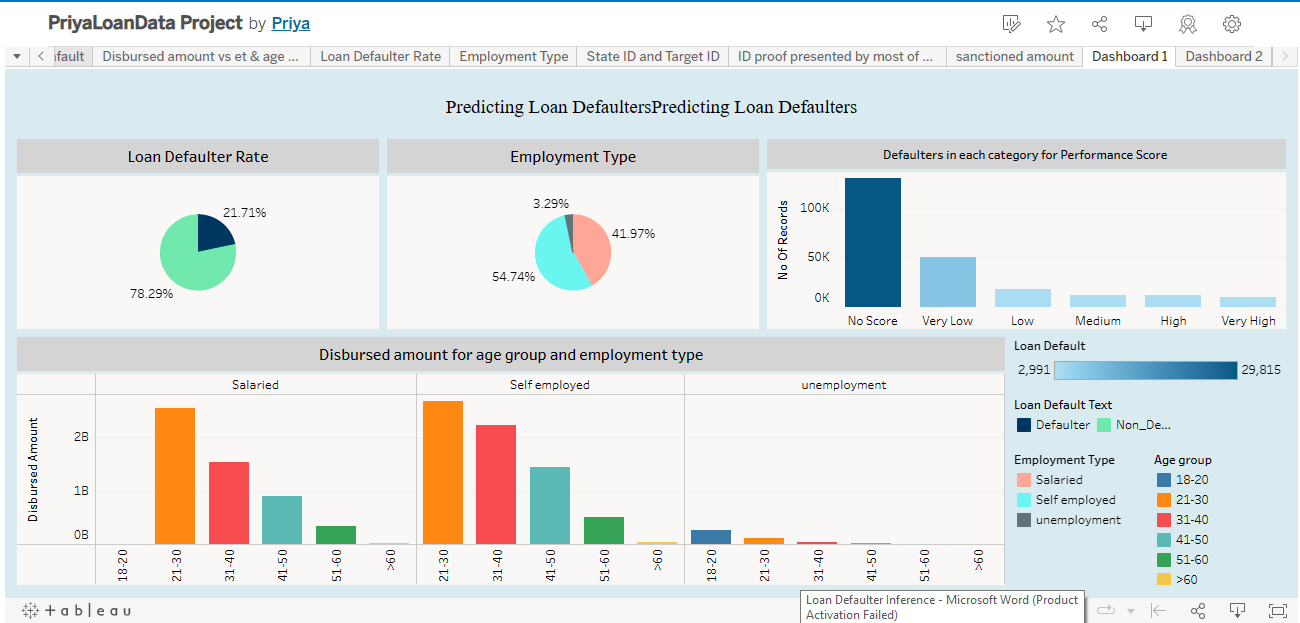 PriyaLoanData Project by Priya
fault Disbursed amount vs et & age ... Loan Defaulter Rate Employment Type State ID and Target ID ID proof presented by most of ... sanctioned amount Dashboard 1 Dashboard 2
Predicting Loan DefaultersPredicting Loan Defaulters
Loan Defaulter Rate
21.71%
78.29%
Employment Type
3.29%
41.97%
54.74%
Defaulters in each category for Performance Score
No Of Records
100K
50K
0K
No Score Very Low Low Medium High Very High
Disbursed amount for age group and employment type
Salaried Self employed unemployment
Disbursed Amount
2B
1B
0B
18-20 21-30 31-40 41-50 51-60 >60 21-30 31-40 41-50 51-60 >60 18-20 21-30 31-40 41-50 51-60 >60
Loan Default
2,991 29,815
Loan Default Text
Defaulter Non_De...
Employment Type
Salaried
Self employed
unemployment
Age group
18-20
21-30
31-40
41-50
51-60
>60
+ a b | e a u
Loan Defaulter Inference - Microsoft Word (Product
Activation Failed)